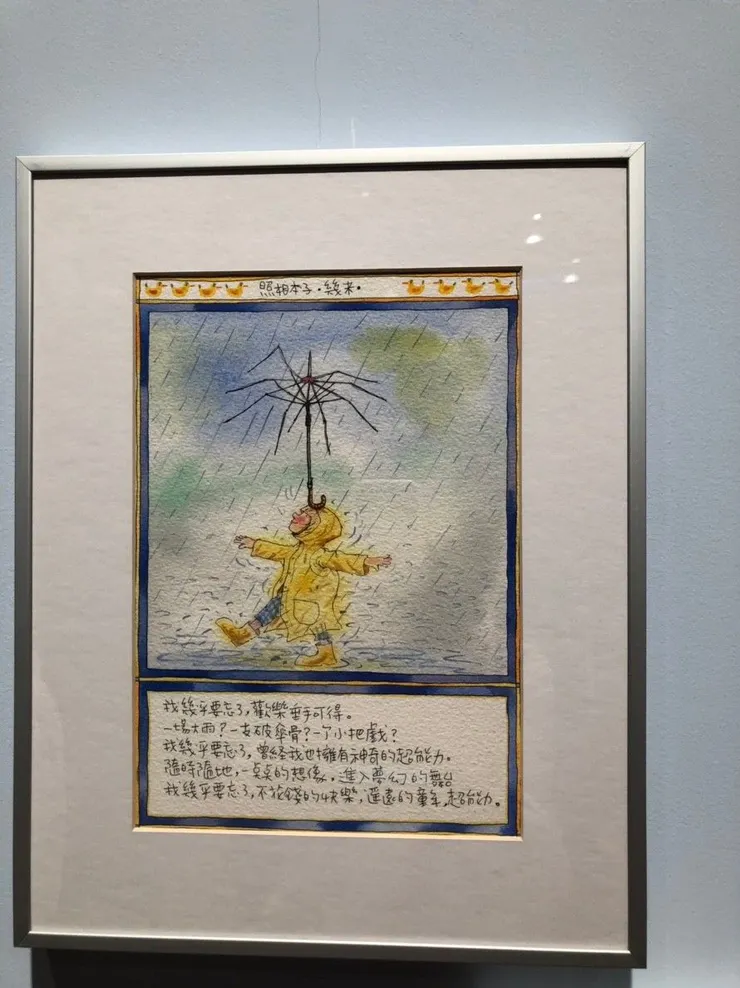 照相本子·幾米·
我幾乎要忘了,歡樂垂手可得。
一場大雨?一支破傘骨?一个小把戲?
我幾乎要忘了,曾經我也擁有神奇的超能力。
隨時隨地,一点点的想像,進入夢幻的舞台
我幾乎要忘了,不花錢的快樂,遙遠的童年,超能力。